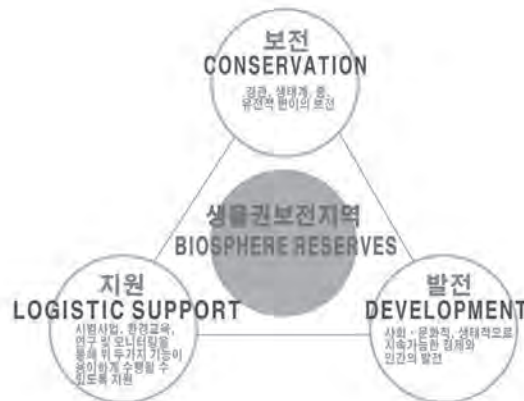 보전
CONSERVATION
경관, 생태계, 종,
유전적 변이의 보전
생물권보전지역
BIOSPHERE RESERVES
지원
LOGISTIC SUPPORT
시범사업, 환경교육,
연구 및 모니터링을
통해 위 두가지 기능이
용이하게 수행될 수
있도록 지원
발전
DEVELOPMENT
사회·문화적, 생태적으로
지속가능한 경제와
인간의 발전